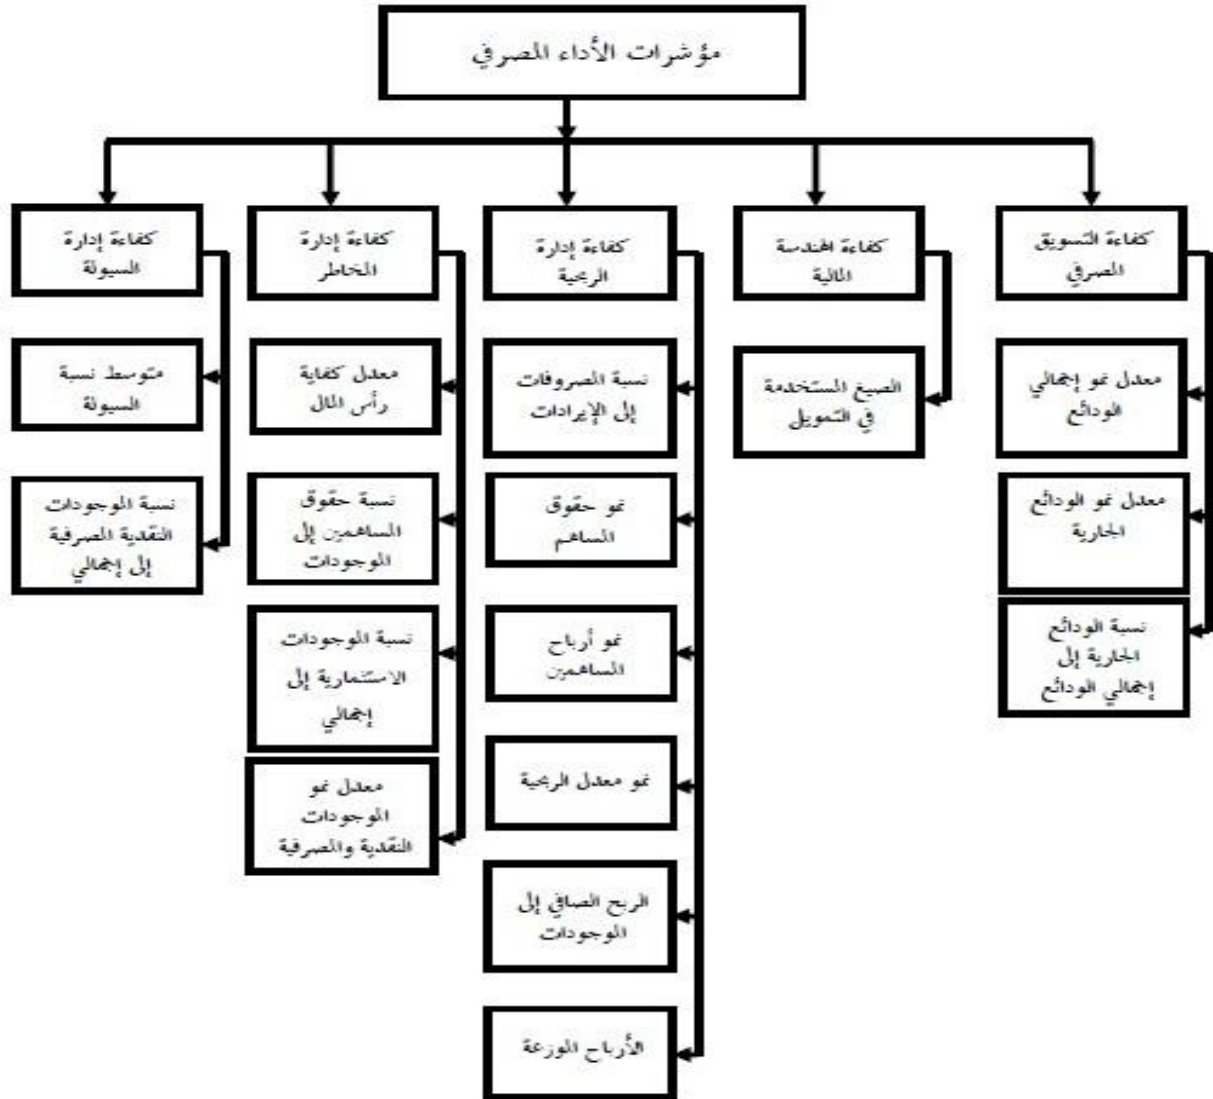 مؤشرات الأداء المصرفي
كفاءة التسويق
المصرفي
معدل نمو إجمالي
الودائع
معدل نمو الودائع
الجارية
نسبة الودائع
الجارية إلى
إجمالي الودائع
كفاءة الهندسة
المالية
الصيغ المستخدمة
في التمويل
كفاءة إدارة
الربحية
نسبة المصروفات
إلى الإيرادات
نمو حقوق
المساهم
نمو أرباح
المساهمين
نمو معدل الربحية
الربح الصافي إلى
الموجودات
الأرباح الموزعة
كفاءة إدارة
المخاطر
معدل كفاية
رأس المال
نسبة حقوق
المساهمين إلى
الموجودات
نسبة الموجودات
الاستثمارية إلى
إجمالي
معدل نمو
الموجودات
النقدية والمصرفية
كفاءة إدارة
السيولة
متوسط نسبة
السيولة
نسبة الموجودات
النقدية المصرفية
إلى إجمالي